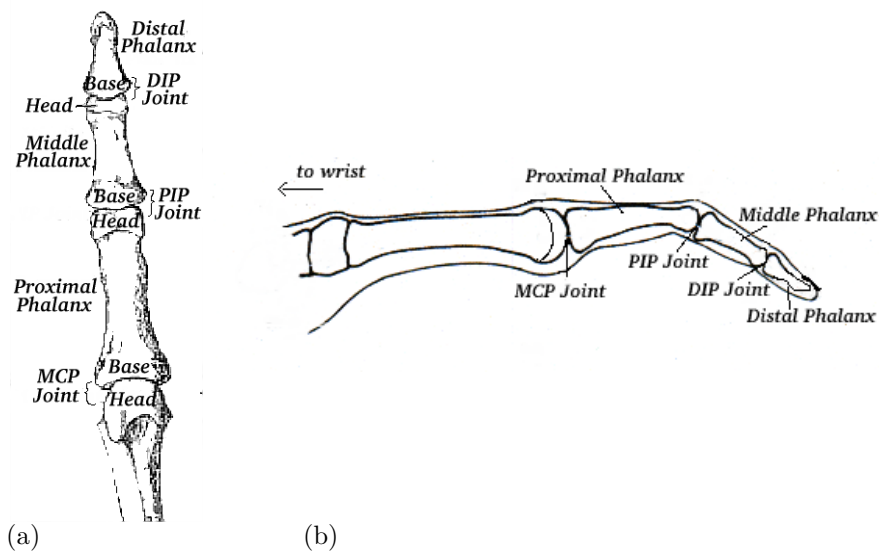 Distal
Phalanx
Base
DIP
Joint
Head
Middle
Phalanx
Base
PIP
Joint
Head
Proximal
Phalanx
Base
MCP
Joint
Head
(a)
to wrist
Proximal Phalanx
Middle Phalanx
PIP Joint
MCP Joint
DIP Joint
Distal Phalanx
(b)